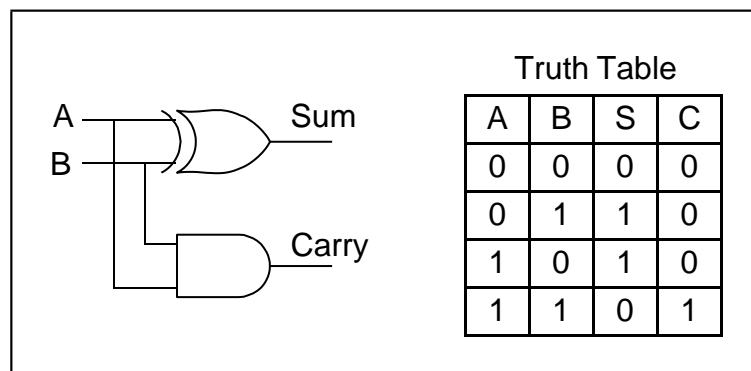 A
B
Sum
Carry
Truth Table
A B S C
0 0 0 0
0 1 1 0
1 0 1 0
1 1 0 1